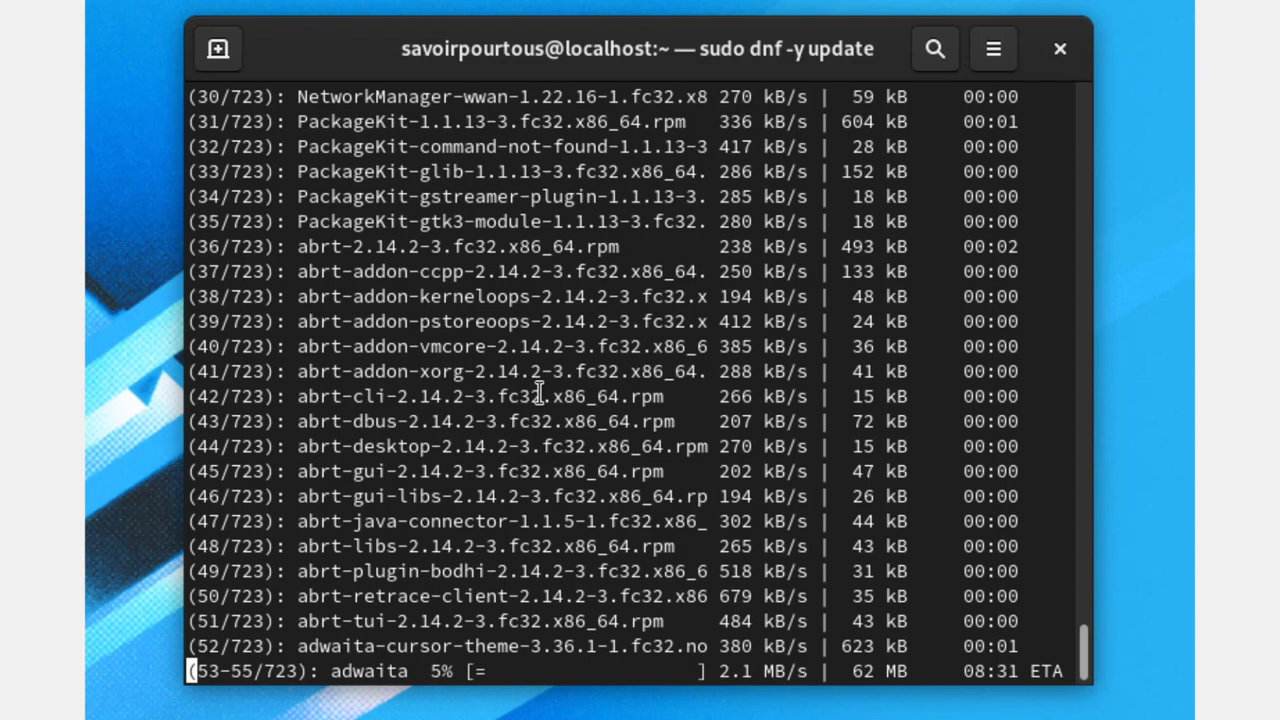 savoirpourtous@localhost:~ — sudo dnf -y update
(30/723): NetworkManager-wwan-1.22.16-1.fc32.x8 270 kB/s | 59 kB 00:00
(31/723): PackageKit-1.1.13-3.fc32.x86_64.rpm 336 kB/s | 604 kB 00:01
(32/723): PackageKit-command-not-found-1.1.13-3 417 kB/s | 28 kB 00:00
(33/723): PackageKit-glib-1.1.13-3.fc32.x86_64. 286 kB/s | 152 kB 00:00
(34/723): PackageKit-gstreamer-plugin-1.1.13-3. 285 kB/s | 18 kB 00:00
(35/723): PackageKit-gtk3-module-1.1.13-3.fc32. 280 kB/s | 18 kB 00:00
(36/723): abrt-2.14.2-3.fc32.x86_64.rpm 238 kB/s | 493 kB 00:02
(37/723): abrt-addon-ccpp-2.14.2-3.fc32.x86_64. 250 kB/s | 133 kB 00:00
(38/723): abrt-addon-kerneloops-2.14.2-3.fc32.x 194 kB/s | 48 kB 00:00
(39/723): abrt-addon-pstoreoops-2.14.2-3.fc32.x 412 kB/s | 24 kB 00:00
(40/723): abrt-addon-vmcore-2.14.2-3.fc32.x86_6 385 kB/s | 36 kB 00:00
(41/723): abrt-addon-xorg-2.14.2-3.fc32.x86_64. 288 kB/s | 41 kB 00:00
(42/723): abrt-cli-2.14.2-3.fc32.x86_64.rpm 266 kB/s | 15 kB 00:00
(43/723): abrt-dbus-2.14.2-3.fc32.x86_64.rpm 207 kB/s | 72 kB 00:00
(44/723): abrt-desktop-2.14.2-3.fc32.x86_64.rpm 270 kB/s | 15 kB 00:00
(45/723): abrt-gui-2.14.2-3.fc32.x86_64.rpm 202 kB/s | 47 kB 00:00
(46/723): abrt-gui-libs-2.14.2-3.fc32.x86_64.rp 194 kB/s | 26 kB 00:00
(47/723): abrt-java-connector-1.1.5-1.fc32.x86_ 302 kB/s | 44 kB 00:00
(48/723): abrt-libs-2.14.2-3.fc32.x86_64.rpm 265 kB/s | 43 kB 00:00
(49/723): abrt-plugin-bodhi-2.14.2-3.fc32.x86_6 518 kB/s | 31 kB 00:00
(50/723): abrt-retrace-client-2.14.2-3.fc32.x86 679 kB/s | 35 kB 00:00
(51/723): abrt-tui-2.14.2-3.fc32.x86_64.rpm 484 kB/s | 43 kB 00:00
(52/723): adwaita-cursor-theme-3.36.1-1.fc32.no 380 kB/s | 623 kB 00:01
(53-55/723): adwaita 5% [= ] 2.1 MB/s | 62 MB 08:31 ETA